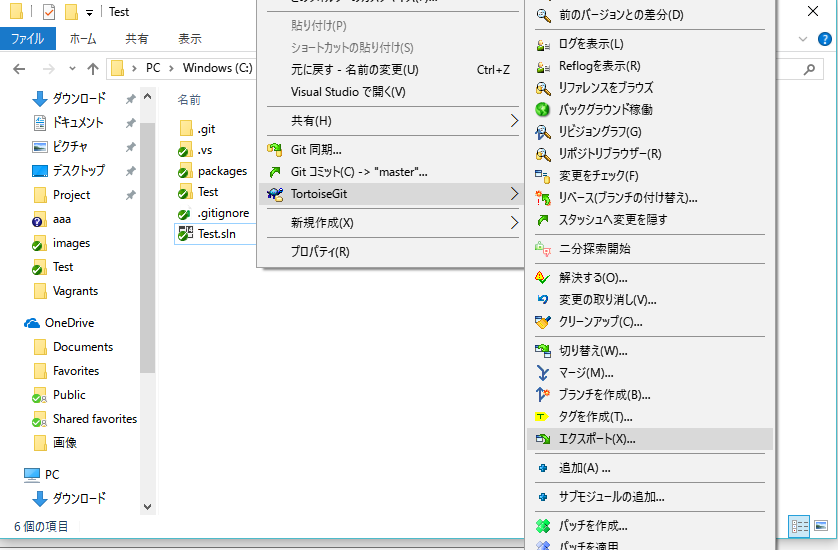 Test
ファイル
ホーム
共有
表示
PC
Windows (C:)
ダウンロード
ドキュメント
ピクチャ
デスクトップ
Project
aaa
images
Test
Vagrants
OneDrive
Documents
Favorites
Public
Shared favorites
画像
PC
ダウンロード
6 個の項目
名前
.git
.vs
packages
Test
.gitignore
Test.sln
貼り付け(P)
ショートカットの貼り付け(S)
元に戻す - 名前の変更(U) Ctrl+Z
Visual Studio で開く(V)
共有(H)
Git 同期...
Git コミット(C) -> "master"...
TortoiseGit
新規作成(X)
プロパティ(R)
前のバージョンとの差分(D)
ログを表示(L)
Reflogを表示(R)
リファレンスをブラウズ
バックグラウンド稼働
リビジョングラフ(G)
リポジトリブラウザー(R)
変更をチェック(F)
リベース(ブランチの付け替え)...
スタッシュへ変更を隠す
二分探索開始
解決する(O)...
変更の取り消し(V)...
クリーンアップ(C)...
切り替え(W)...
マージ(M)...
ブランチを作成(B)...
タグを作成(T)...
エクスポート(X)...
追加(A) ...
サブモジュールの追加...
パッチを作成...
パッチを適用